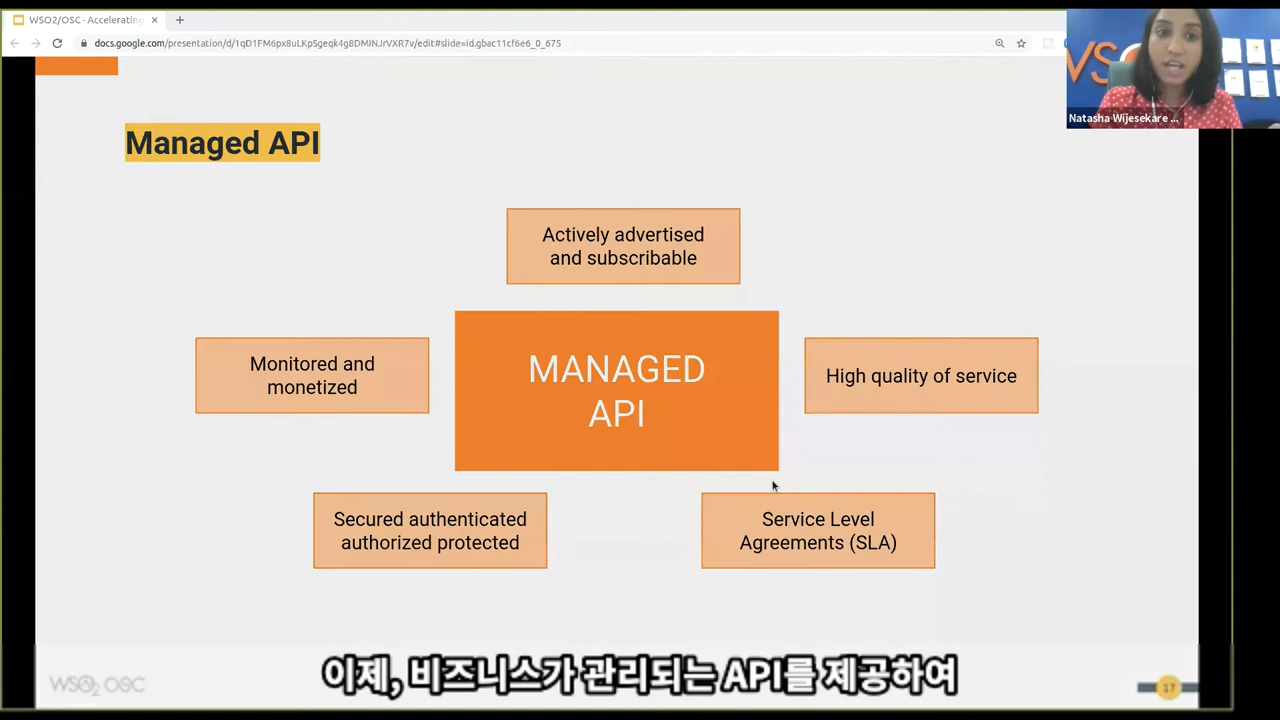 WSO2/OSC - Accelerating
docs.google.com/presentation/d/1qD1FM6px8uLKpSgeqk4g8DMINJrVXR7v/edit#slide=id.gbac11cf6e6_0_675
Natasha Wijesekare ...
Managed API
Actively advertised
and subscribable
Monitored and
monetized
MANAGED
API
High quality of service
Secured authenticated
authorized protected
Service Level
Agreements (SLA)
이제, 비즈니스가 관리되는 API를 제공하여
WSO2 OSC
17